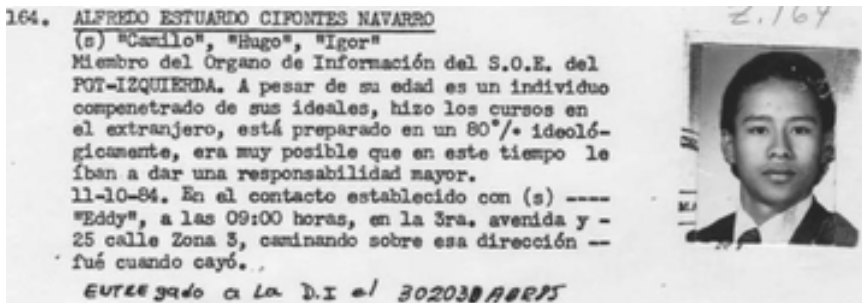 164. ALFREDO ESTUARDO CIFONTES NAVARRO
(s) "Camilo", "Hugo", "Igor"
Miembro del Organo de Información del S.O.E. del
PGT-IZQUIERDA. A pesar de su edad es un individuo
compenetrado de sus ideales, hizo los cursos en
el extranjero, está preparado en un 80°/• ideoló-
gicamente, era muy posible que en este tiempo le
íban a dar una responsabilidad mayor.
11-10-84. En el contacto establecido con (s) ----
"Eddy", a las 09:00 horas, en la 3ra. avenida y -
25 calle Zona 3, caminando sobre esa dirección --
fué cuando cayó.
Entregado a La D.I el 302030
Z.164